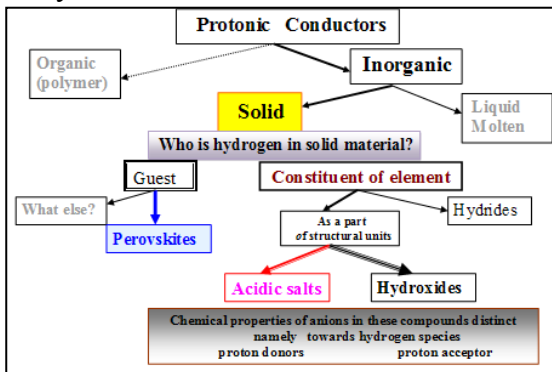 Protonic Conductors
Organic
(polymer)
Inorganic
Solid
Liquid
Molten
Who is hydrogen in solid material?
Guest
Constituent of element
What else?
Perovskites
As a part
of structural units
Hydrides
Acidic salts
Hydroxides
Chemical properties of anions in these compounds distinct
namely towards hydrogen species
proton donors proton acceptor